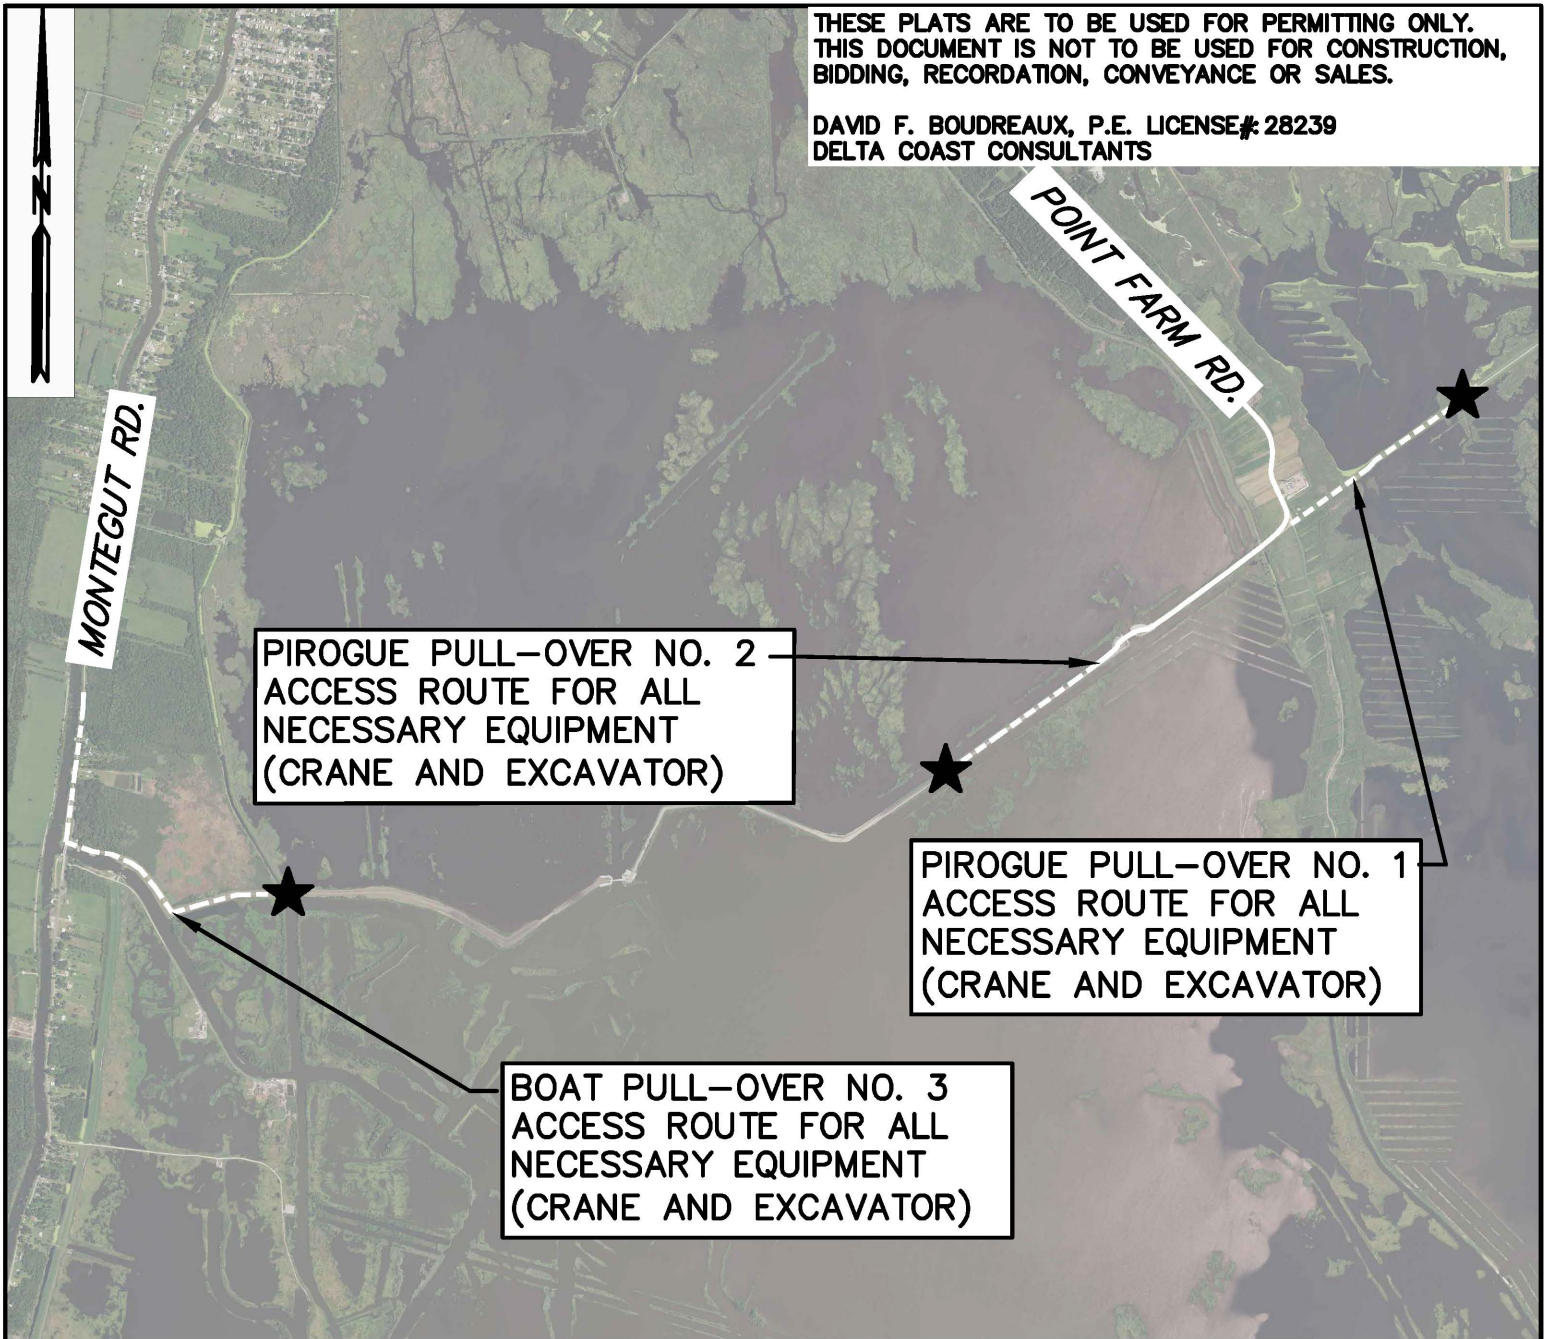 THESE PLATS ARE TO BE USED FOR PERMITTING ONLY.
THIS DOCUMENT IS NOT TO BE USED FOR CONSTRUCTION,
BIDDING, RECORDATION, CONVEYANCE OR SALES.
DAVID F. BOUDREAUX, P.E. LICENSE#: 28239
DELTA COAST CONSULTANTS
N
POINT FARM RD.
MONTEGUT RD.
PIROGUE PULL-OVER NO. 2
ACCESS ROUTE FOR ALL
NECESSARY EQUIPMENT
(CRANE AND EXCAVATOR)
PIROGUE PULL-OVER NO. 1
ACCESS ROUTE FOR ALL
NECESSARY EQUIPMENT
(CRANE AND EXCAVATOR)
BOAT PULL-OVER NO. 3
ACCESS ROUTE FOR ALL
NECESSARY EQUIPMENT
(CRANE AND EXCAVATOR)